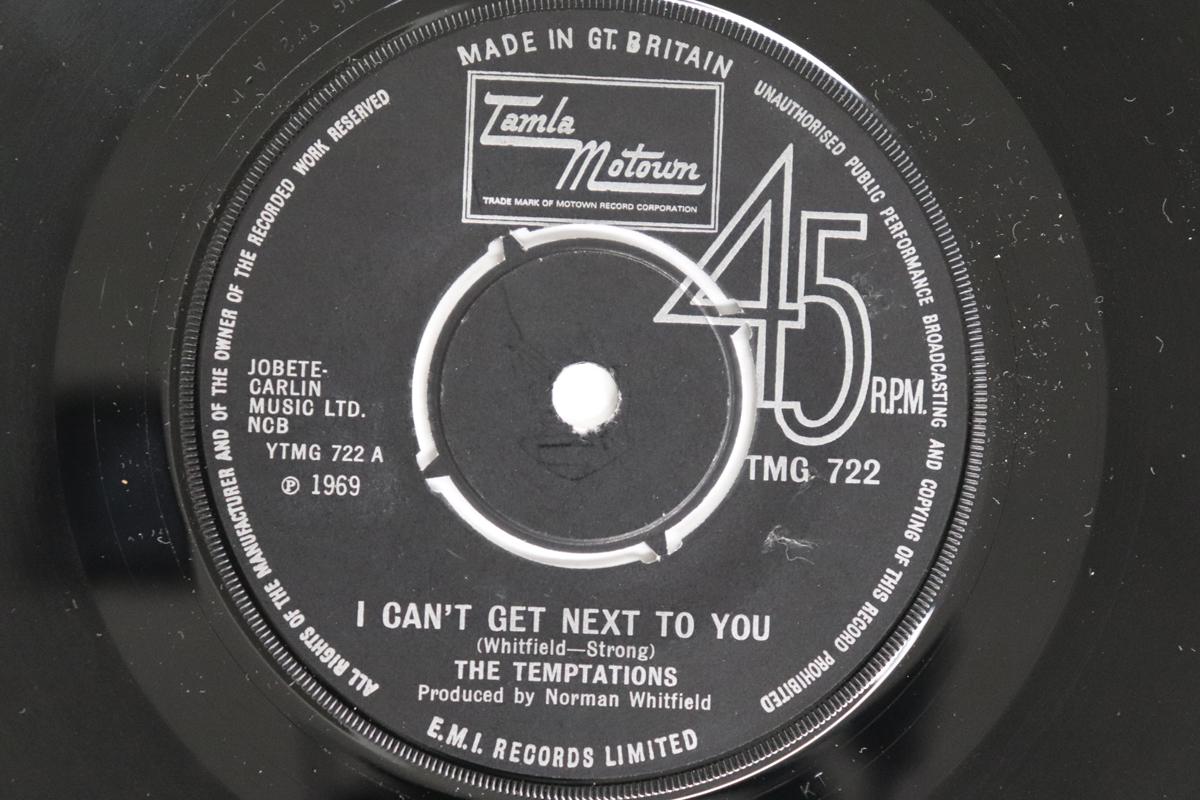 MADE IN GT. BRITAIN
Tamla
Motown
TRADE MARK OF MOTOWN RECORD CORPORATION
UNAUTHORISED PUBLIC PERFORMANCE BROADCASTING AND COPYING OF THIS RECORD PROHIBITED
ALL RIGHTS OF THE MANUFACTURER AND OF THE OWNER OF THE RECORDED WORK RESERVED
45 R.P.M.
JOBETE-
CARLIN
MUSIC LTD.
NCB
YTMG 722 A
℗ 1969
TMG 722
I CAN'T GET NEXT TO YOU
(Whitfield—Strong)
THE TEMPTATIONS
Produced by Norman Whitfield
E.M.I. RECORDS LIMITED
KT